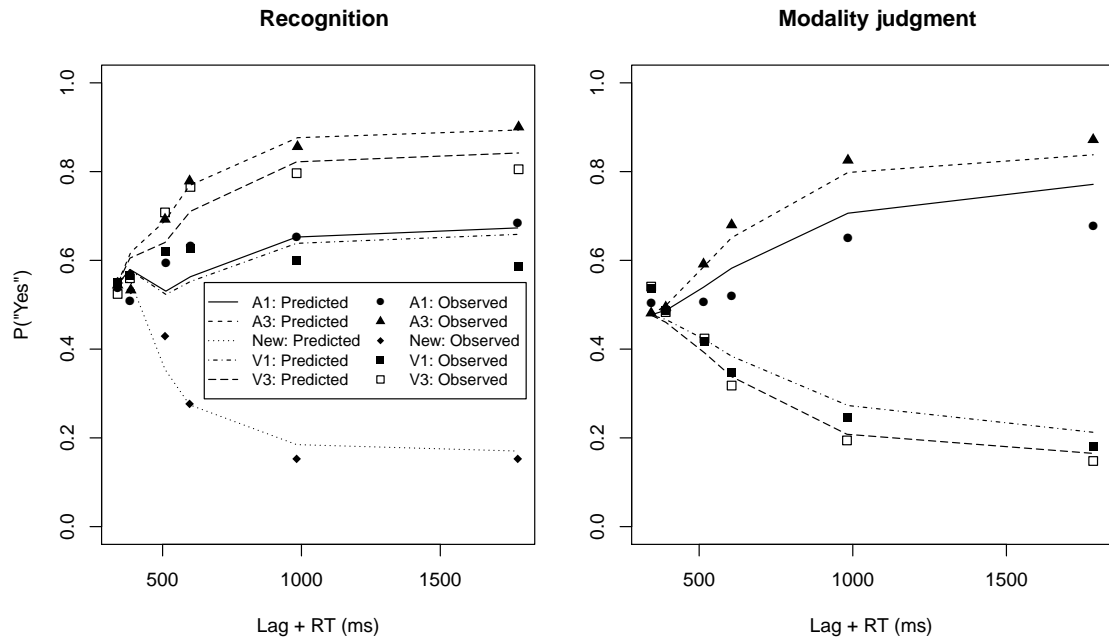 Recognition
Modality judgment
P("Yes")
1.0
0.8
0.6
0.4
0.2
0.0
A1: Predicted A1: Observed
A3: Predicted A3: Observed
New: Predicted New: Observed
V1: Predicted V1: Observed
V3: Predicted V3: Observed
500 1000 1500
Lag + RT (ms)
1.0
0.8
0.6
0.4
0.2
0.0
500 1000 1500
Lag + RT (ms)